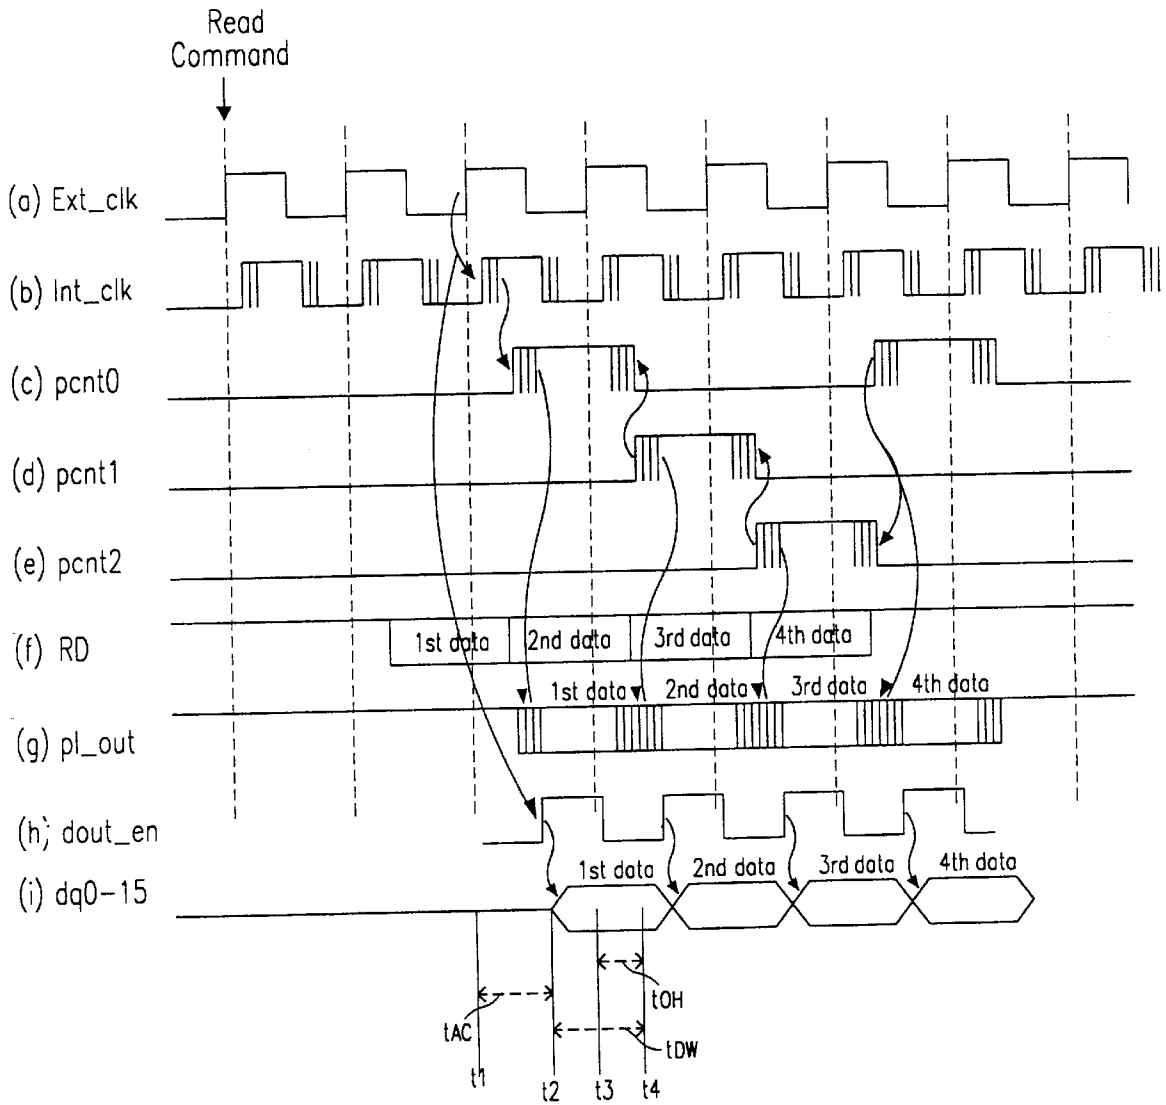 Read
Command
(a) Ext_clk
(b) Int_clk
(c) pcnt0
(d) pcnt1
(e) pcnt2
(f) RD
1st data 2nd data 3rd data 4th data
1st data 2nd data 3rd data 4th data
(g) pl_out
(h) dout_en
1st data 2nd data 3rd data 4th data
(i) dq0-15
tOH
tAC
tDW
t1 t2 t3 t4